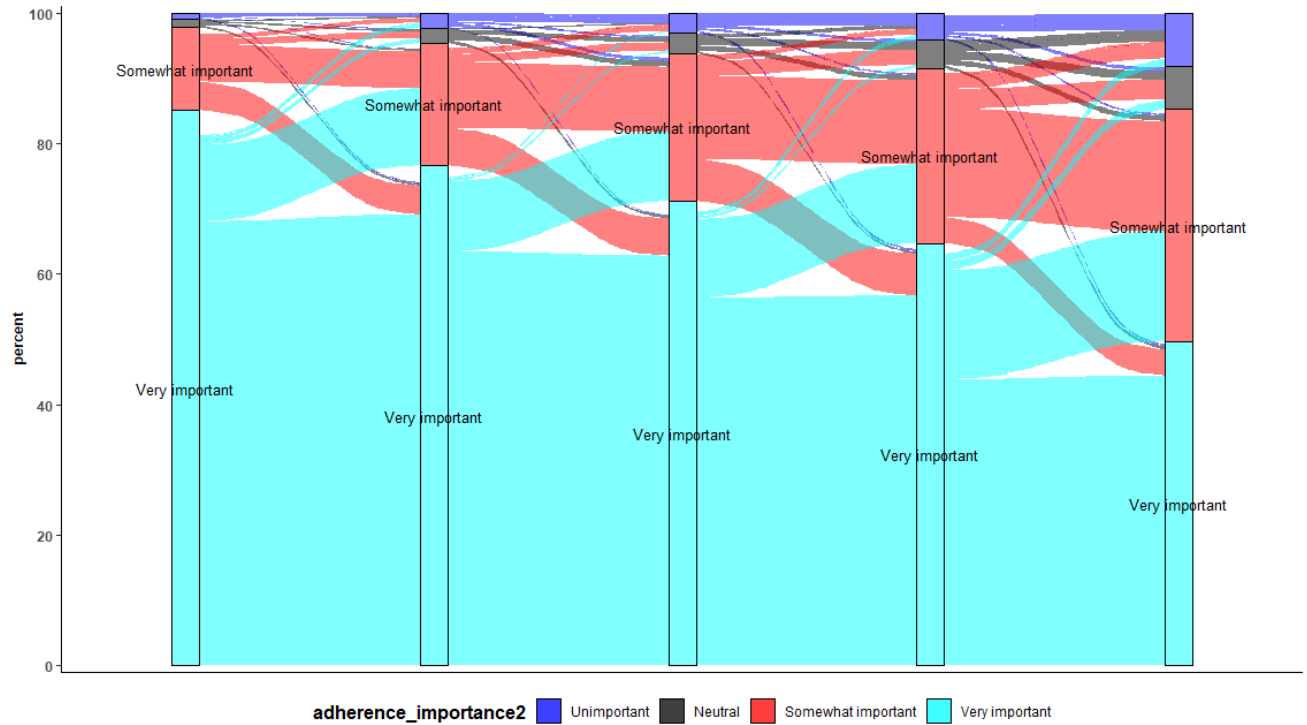 100
80
60
40
20
0
percent
Somewhat important
Somewhat important
Somewhat important
Somewhat important
Somewhat important
Very important
Very important
Very important
Very important
Very important
adherence_importance2 Unimportant Neutral Somewhat important Very important